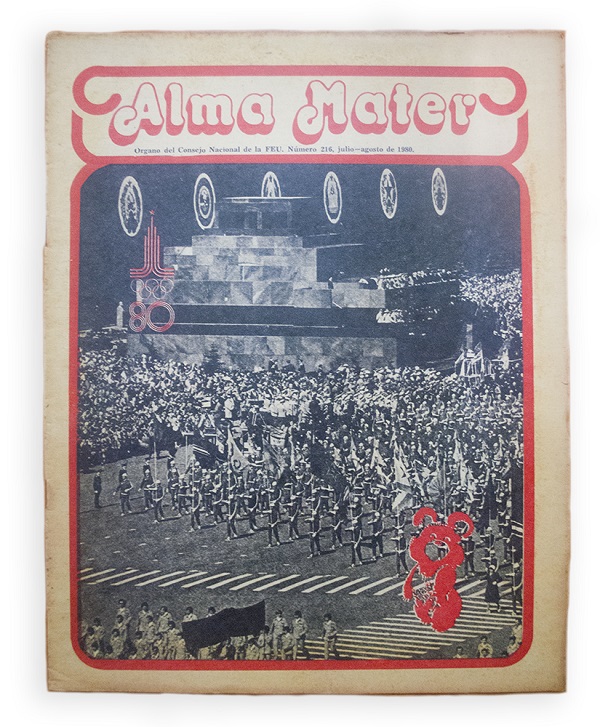 Alma Mater
Organo del Consejo Nacional de la FEU. Número 216, julio-agosto de 1980.
80